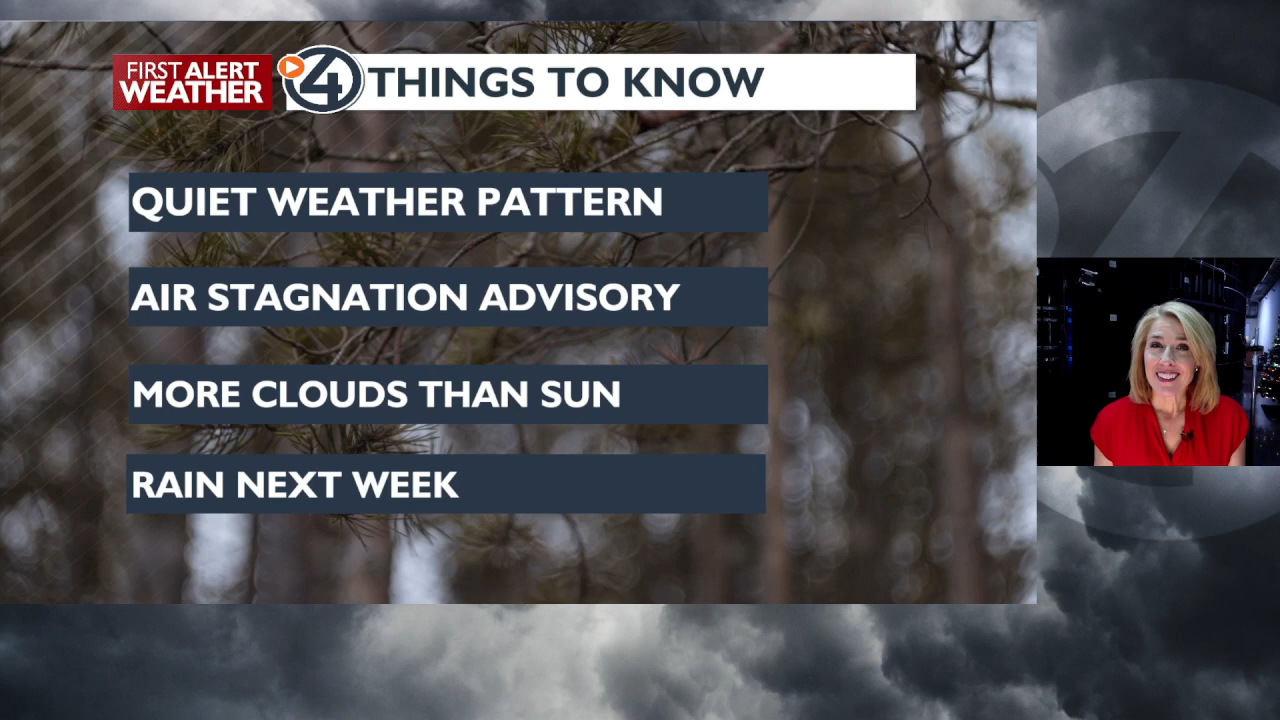 FIRST ALERT
WEATHER
4 THINGS TO KNOW
QUIET WEATHER PATTERN
AIR STAGNATION ADVISORY
MORE CLOUDS THAN SUN
RAIN NEXT WEEK